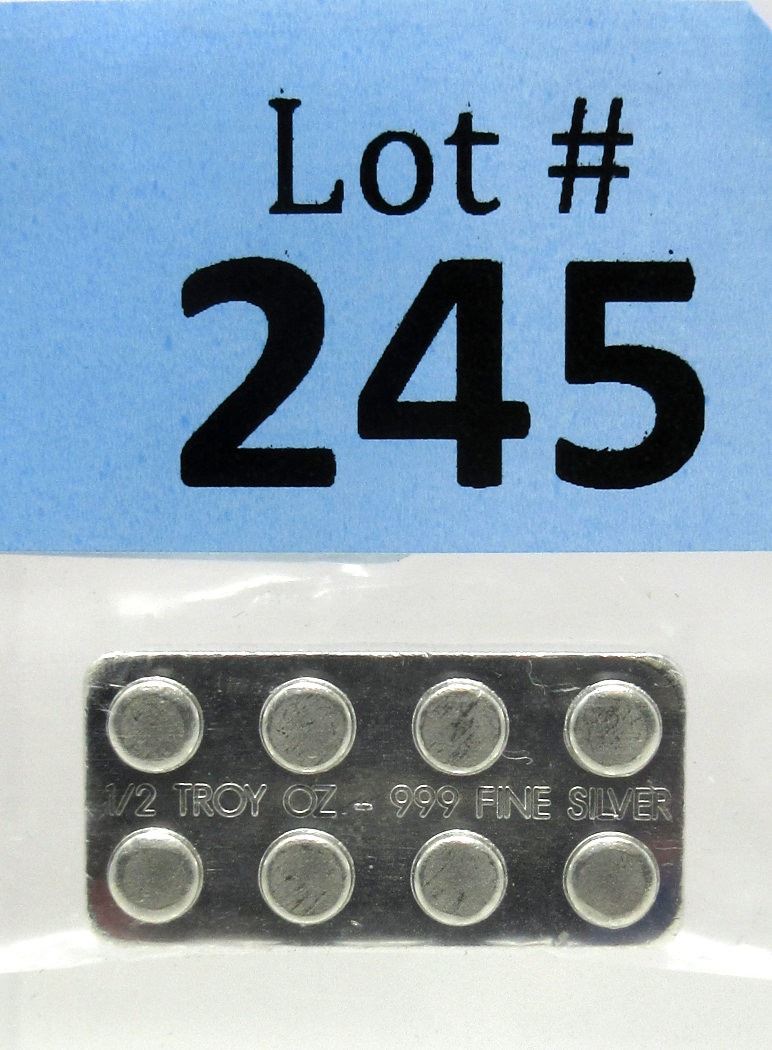 Lot #
245
1/2 TROY OZ - 999 FINE SILVER